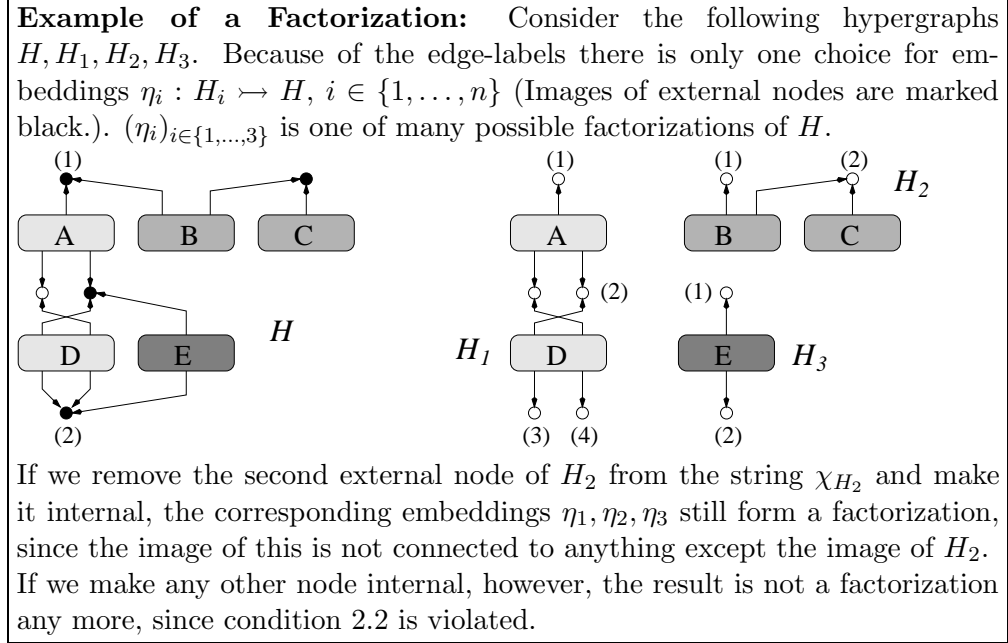 Example of a Factorization: Consider the following hypergraphs
H, H₁, H₂, H₃. Because of the edge-labels there is only one choice for em-
beddings ηᵢ : Hᵢ ↣ H, i ∈ {1, . . . , n} (Images of external nodes are marked
black.). (ηᵢ)ᵢ∈{1,...,3} is one of many possible factorizations of H.
(1) (1) (1) (2)
H₂
A B C A B C
(2) (1)
H
D E H₁ D E H₃
(2) (3) (4) (2)
If we remove the second external node of H₂ from the string χ_H₂ and make
it internal, the corresponding embeddings η₁, η₂, η₃ still form a factorization,
since the image of this is not connected to anything except the image of H₂.
If we make any other node internal, however, the result is not a factorization
any more, since condition 2.2 is violated.